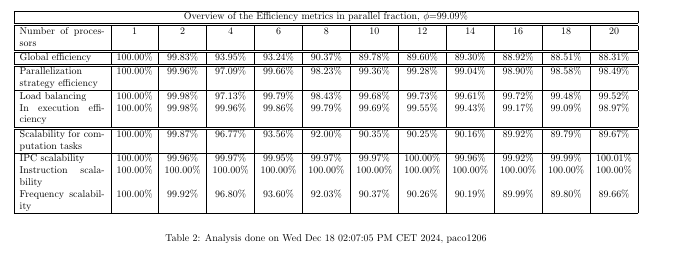 Overview of the Efficiency metrics in parallel fraction, ϕ=99.09%
Number of proces- 1 2 4 6 8 10 12 14 16 18 20
sors
Global efficiency 100.00% 99.83% 93.95% 93.24% 90.37% 89.78% 89.60% 89.30% 88.92% 88.51% 88.31%
Parallelization 100.00% 99.96% 97.09% 99.66% 98.23% 99.36% 99.28% 99.04% 98.90% 98.58% 98.49%
strategy efficiency
Load balancing 100.00% 99.98% 97.13% 99.79% 98.43% 99.68% 99.73% 99.61% 99.72% 99.48% 99.52%
In execution effi- 100.00% 99.98% 99.96% 99.86% 99.79% 99.69% 99.55% 99.43% 99.17% 99.09% 98.97%
ciency
Scalability for com- 100.00% 99.87% 96.77% 93.56% 92.00% 90.35% 90.25% 90.16% 89.92% 89.79% 89.67%
putation tasks
IPC scalability 100.00% 99.96% 99.97% 99.95% 99.97% 99.97% 100.00% 99.96% 99.92% 99.99% 100.01%
Instruction scala- 100.00% 100.00% 100.00% 100.00% 100.00% 100.00% 100.00% 100.00% 100.00% 100.00% 100.00%
bility
Frequency scalabil- 100.00% 99.92% 96.80% 93.60% 92.03% 90.37% 90.26% 90.19% 89.99% 89.80% 89.66%
ity
Table 2: Analysis done on Wed Dec 18 02:07:05 PM CET 2024, paco1206